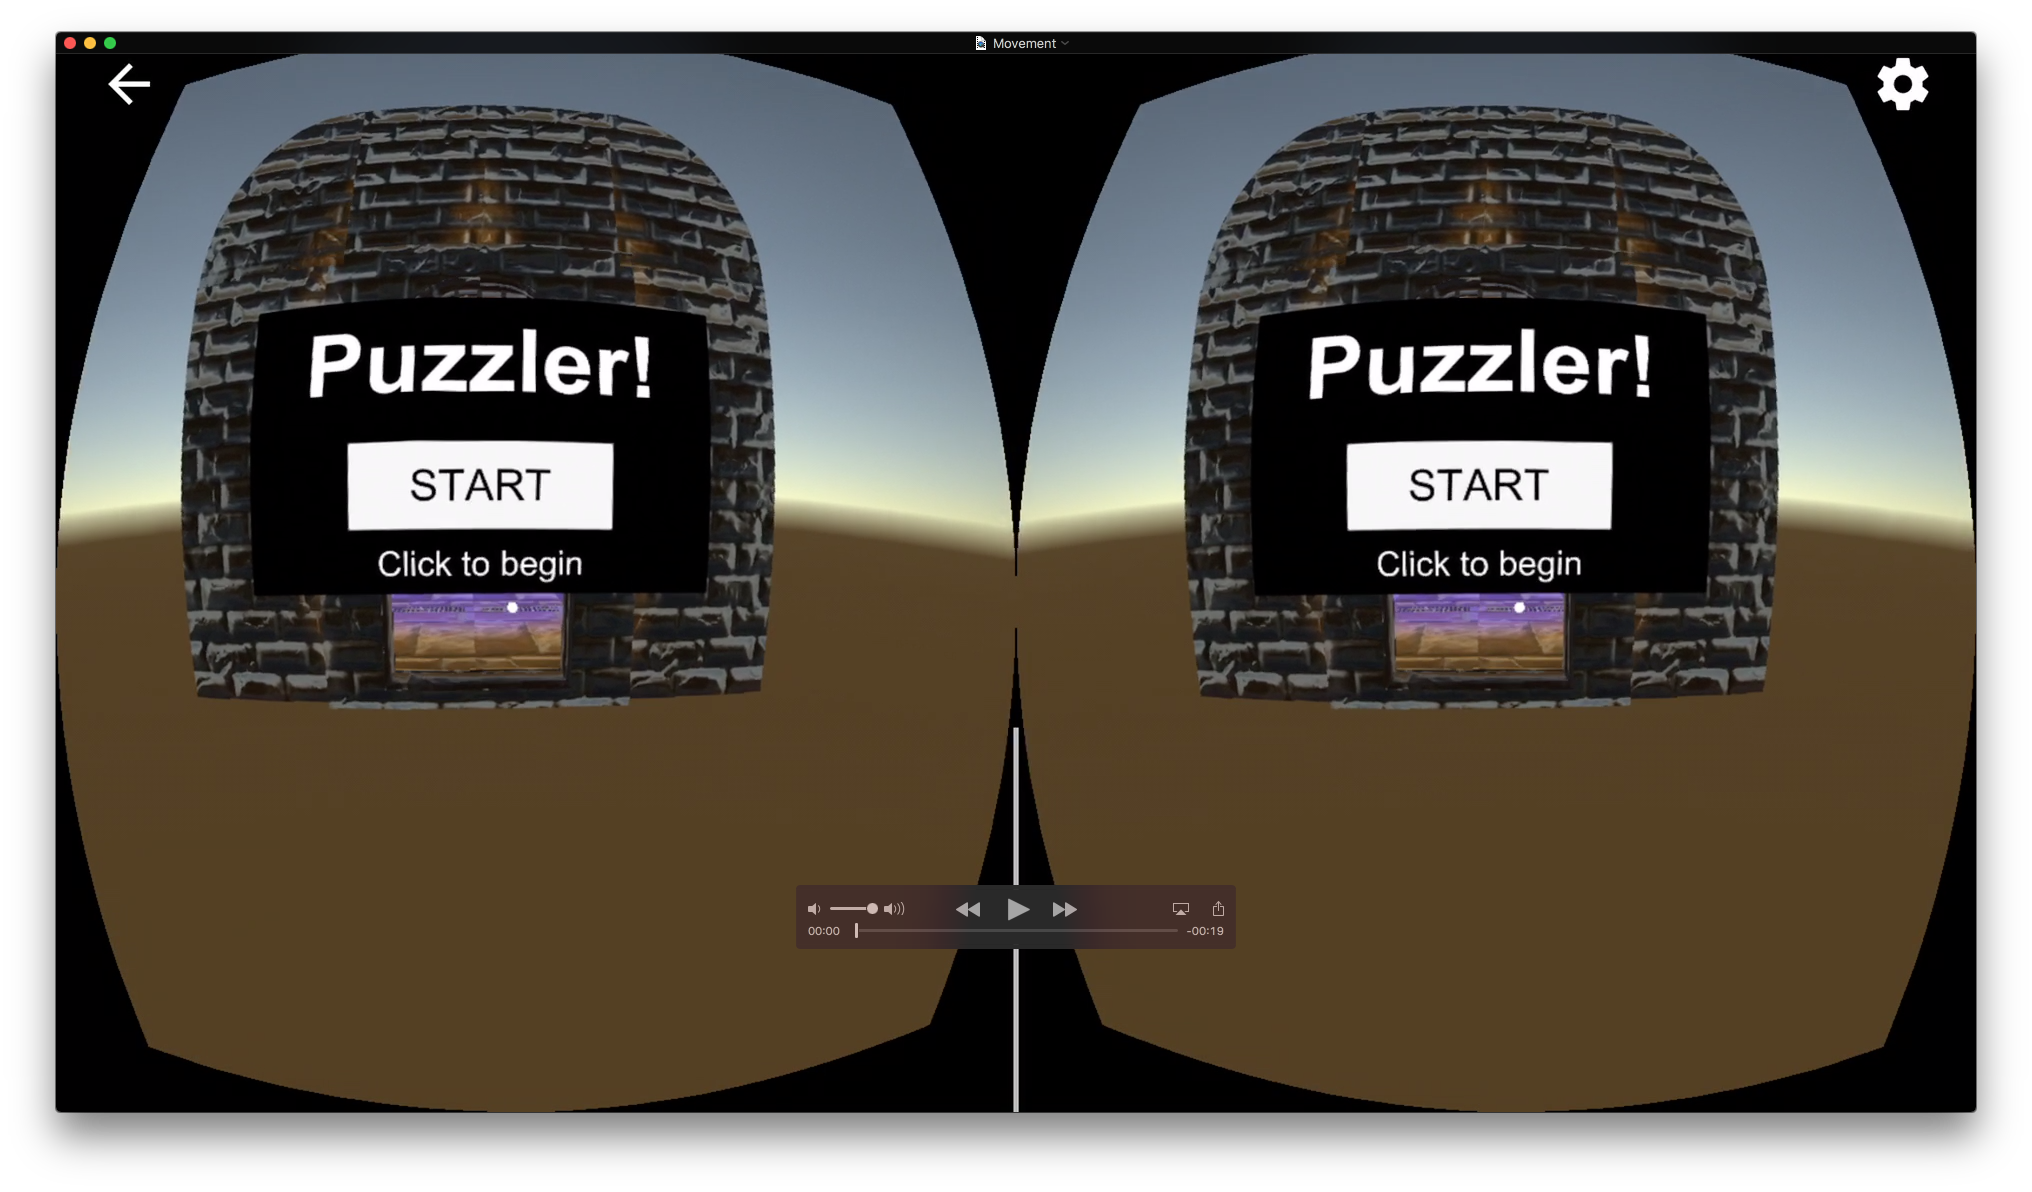 Movement
Puzzler!
START
Click to begin
Puzzler!
START
Click to begin
00:00
-00:19